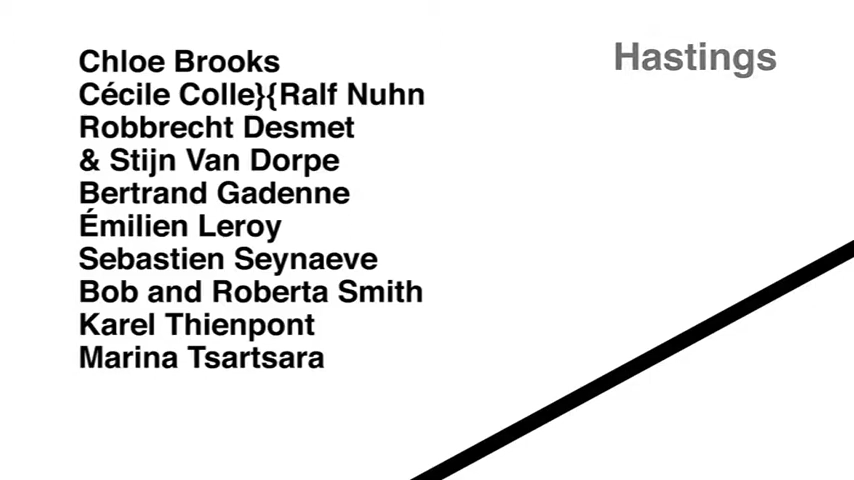 Chloe Brooks
Cécile Colle}{Ralf Nuhn
Robbrecht Desmet
& Stijn Van Dorpe
Bertrand Gadenne
Émilien Leroy
Sebastien Seynaeve
Bob and Roberta Smith
Karel Thienpont
Marina Tsartsara
Hastings